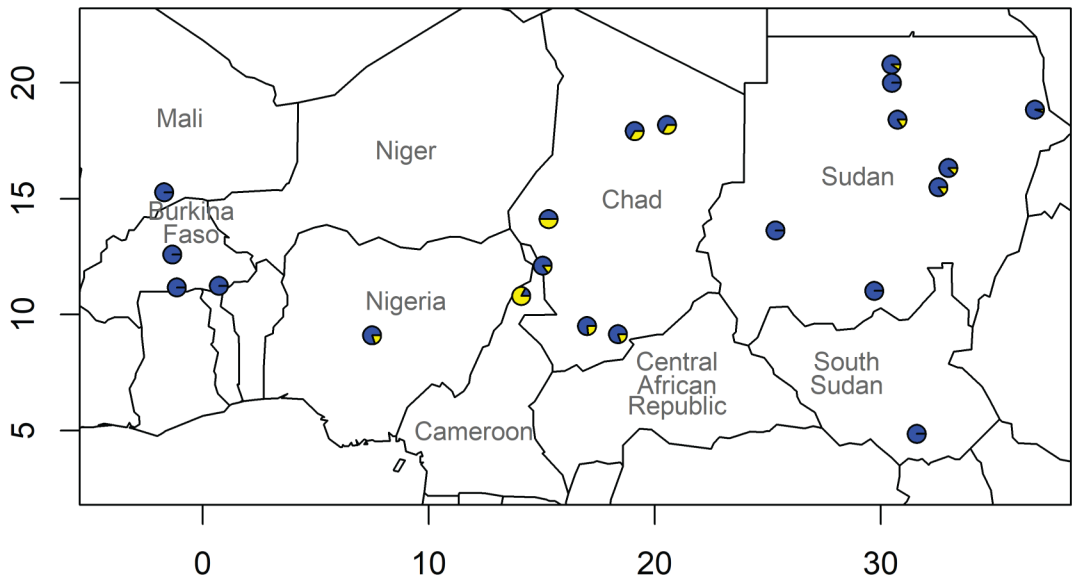 20
15
10
5
Mali
Niger
Chad
Sudan
Burkina
Faso
Nigeria
Cameroon
Central
African
Republic
South
Sudan
0
10
20
30